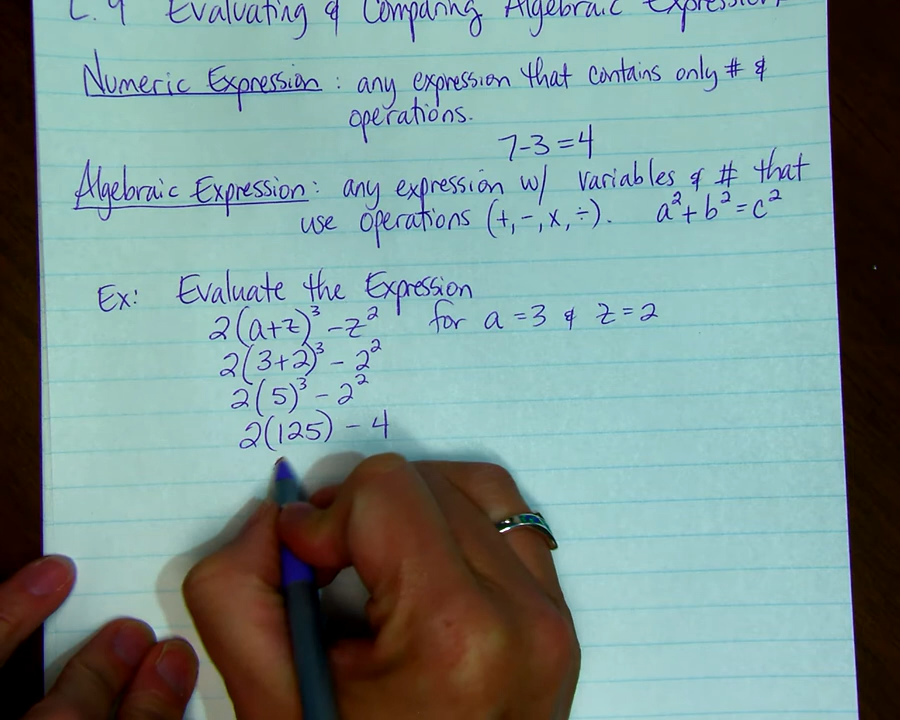 L.9 Evaluating & Comparing Algebraic Expressions
Numeric Expression: any expression that contains only # &
operations.
7-3=4
Algebraic Expression: any expression w/ variables & # that
use operations (+,-,x,÷). a²+b²=c²
Ex: Evaluate the Expression
2(a+z)³-z² for a=3 & z=2
2(3+2)³-2²
2(5)³-2²
2(125)-4